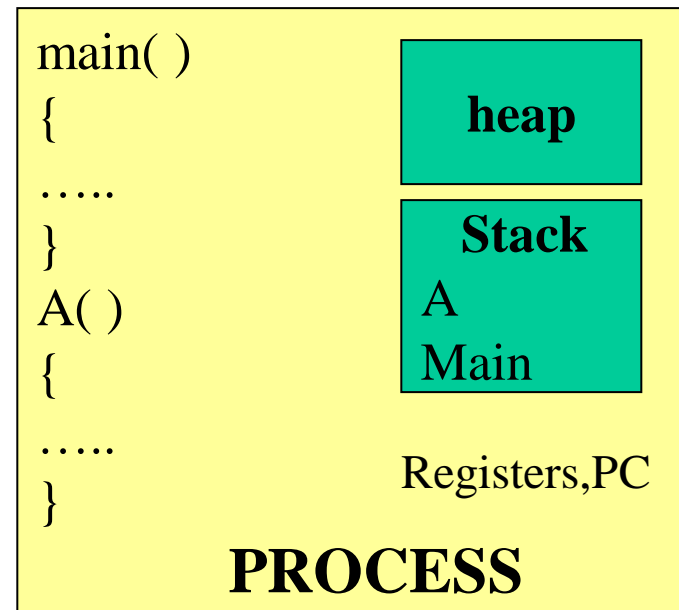 main( )
{
…..
}
A( )
{
…..
}
heap
Stack
A
Main
Registers,PC
PROCESS